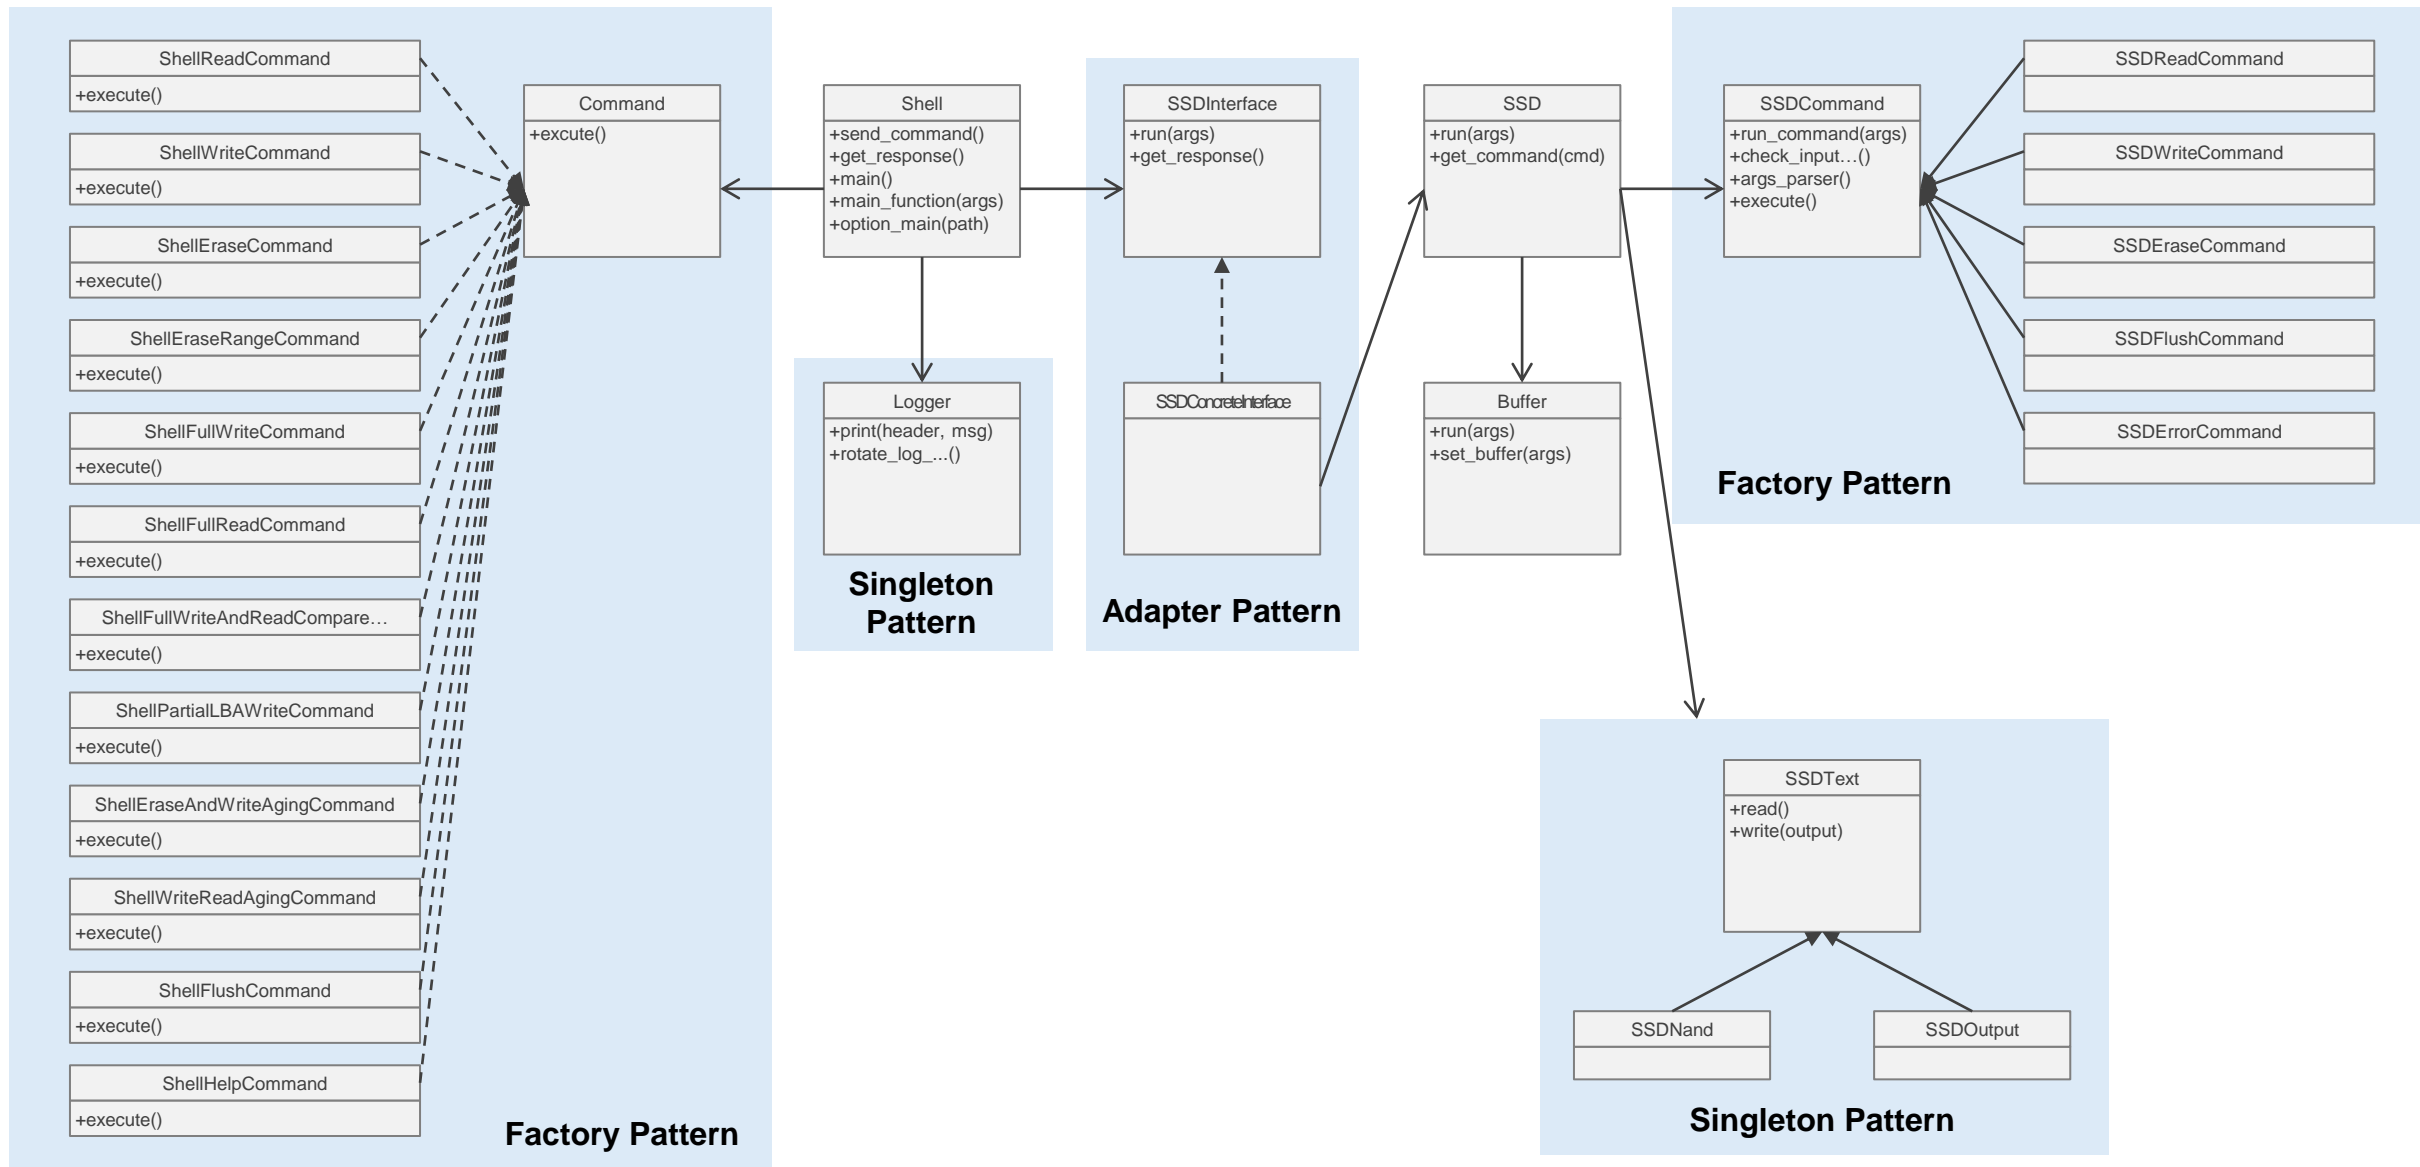 ShellReadCommand
+execute()
ShellWriteCommand
+execute()
ShellEraseCommand
+execute()
ShellEraseRangeCommand
+execute()
ShellFullWriteCommand
+execute()
ShellFullReadCommand
+execute()
ShellFullWriteAndReadCompare…
+execute()
ShellPartialLBAWriteCommand
+execute()
ShellEraseAndWriteAgingCommand
+execute()
ShellWriteReadAgingCommand
+execute()
ShellFlushCommand
+execute()
ShellHelpCommand
+execute()
Command
+excute()
Factory Pattern
Shell
+send_command()
+get_response()
+main()
+main_function(args)
+option_main(path)
Logger
+print(header, msg)
+rotate_log_...()
Singleton
Pattern
SSDInterface
+run(args)
+get_response()
SSDConcreteInterface
Adapter Pattern
SSD
+run(args)
+get_command(cmd)
Buffer
+run(args)
+set_buffer(args)
SSDCommand
+run_command(args)
+check_input…()
+args_parser()
+execute()
SSDReadCommand
SSDWriteCommand
SSDEraseCommand
SSDFlushCommand
SSDErrorCommand
Factory Pattern
SSDText
+read()
+write(output)
SSDNand
SSDOutput
Singleton Pattern